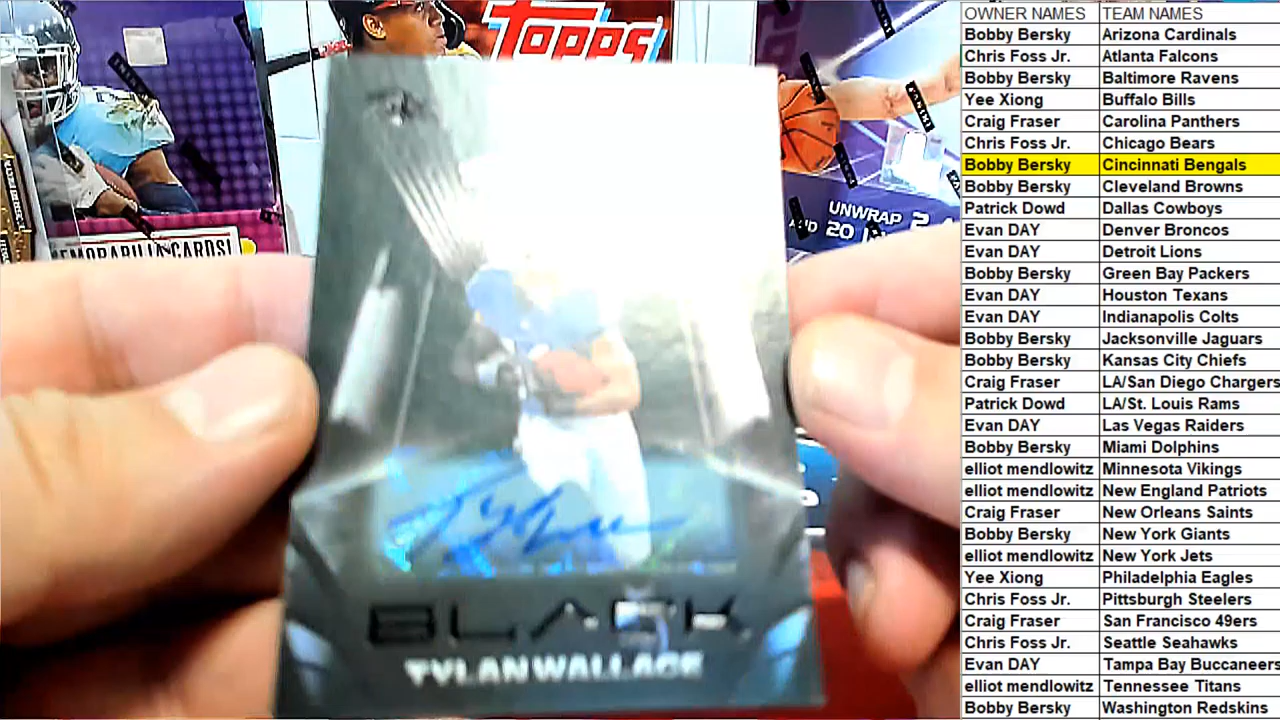 TOPPS
MEMORABILIA CARDS!
UNWRAP 2
AND 20
PANINI
BLACK
TYLAN WALLACE
OWNER NAMES TEAM NAMES
Bobby Bersky Arizona Cardinals
Chris Foss Jr. Atlanta Falcons
Bobby Bersky Baltimore Ravens
Yee Xiong Buffalo Bills
Craig Fraser Carolina Panthers
Chris Foss Jr. Chicago Bears
Bobby Bersky Cincinnati Bengals
Bobby Bersky Cleveland Browns
Patrick Dowd Dallas Cowboys
Evan DAY Denver Broncos
Evan DAY Detroit Lions
Bobby Bersky Green Bay Packers
Evan DAY Houston Texans
Evan DAY Indianapolis Colts
Bobby Bersky Jacksonville Jaguars
Bobby Bersky Kansas City Chiefs
Craig Fraser LA/San Diego Chargers
Patrick Dowd LA/St. Louis Rams
Evan DAY Las Vegas Raiders
Bobby Bersky Miami Dolphins
elliot mendlowitz Minnesota Vikings
elliot mendlowitz New England Patriots
Craig Fraser New Orleans Saints
Bobby Bersky New York Giants
elliot mendlowitz New York Jets
Yee Xiong Philadelphia Eagles
Chris Foss Jr. Pittsburgh Steelers
Craig Fraser San Francisco 49ers
Chris Foss Jr. Seattle Seahawks
Evan DAY Tampa Bay Buccaneers
elliot mendlowitz Tennessee Titans
Bobby Bersky Washington Redskins